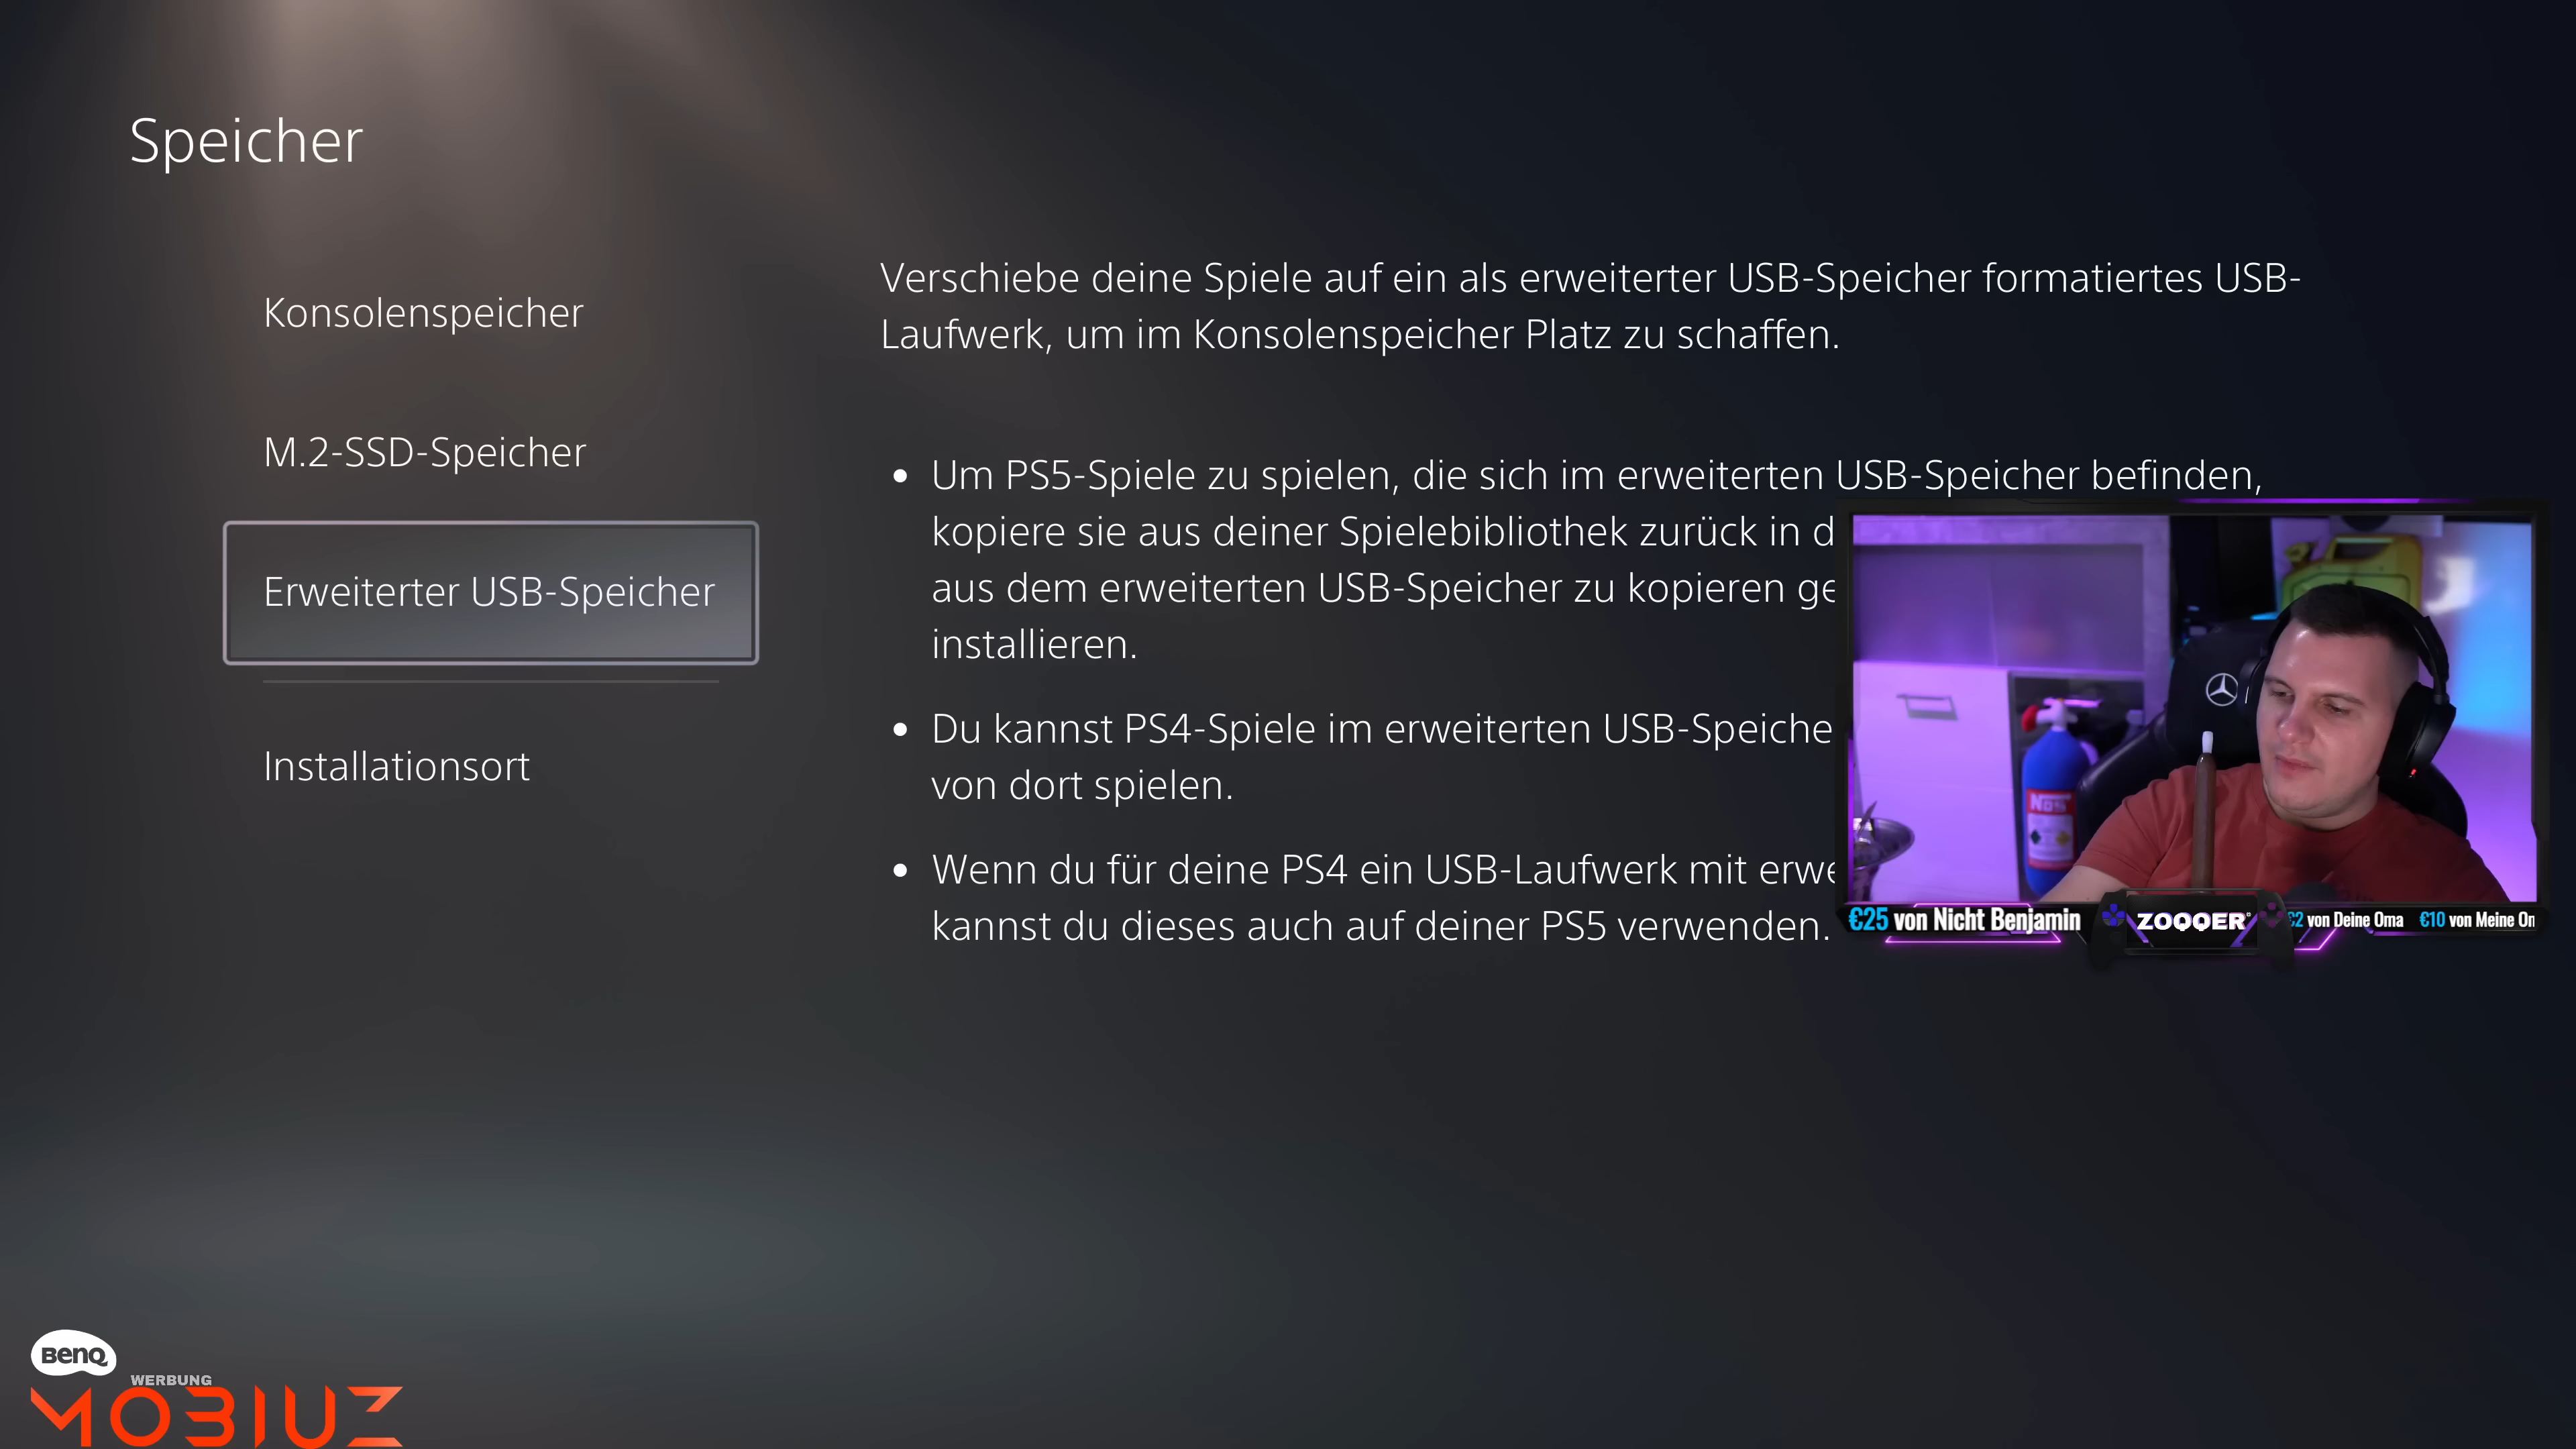 Speicher
Konsolenspeicher
M.2-SSD-Speicher
Erweiterter USB-Speicher
Installationsort
Verschiebe deine Spiele auf ein als erweiterter USB-Speicher formatiertes USB-
Laufwerk, um im Konsolenspeicher Platz zu schaffen.
• Um PS5-Spiele zu spielen, die sich im erweiterten USB-Speicher befinden,
kopiere sie aus deiner Spielebibliothek zurück in d
aus dem erweiterten USB-Speicher zu kopieren ge
installieren.
• Du kannst PS4-Spiele im erweiterten USB-Speiche
von dort spielen.
• Wenn du für deine PS4 ein USB-Laufwerk mit erwe
kannst du dieses auch auf deiner PS5 verwenden.
NOS
€25 von Nicht Benjamin
ZOQQER
€2 von Deine Oma
€10 von Meine Om
BenQ
WERBUNG
MOBIUZ